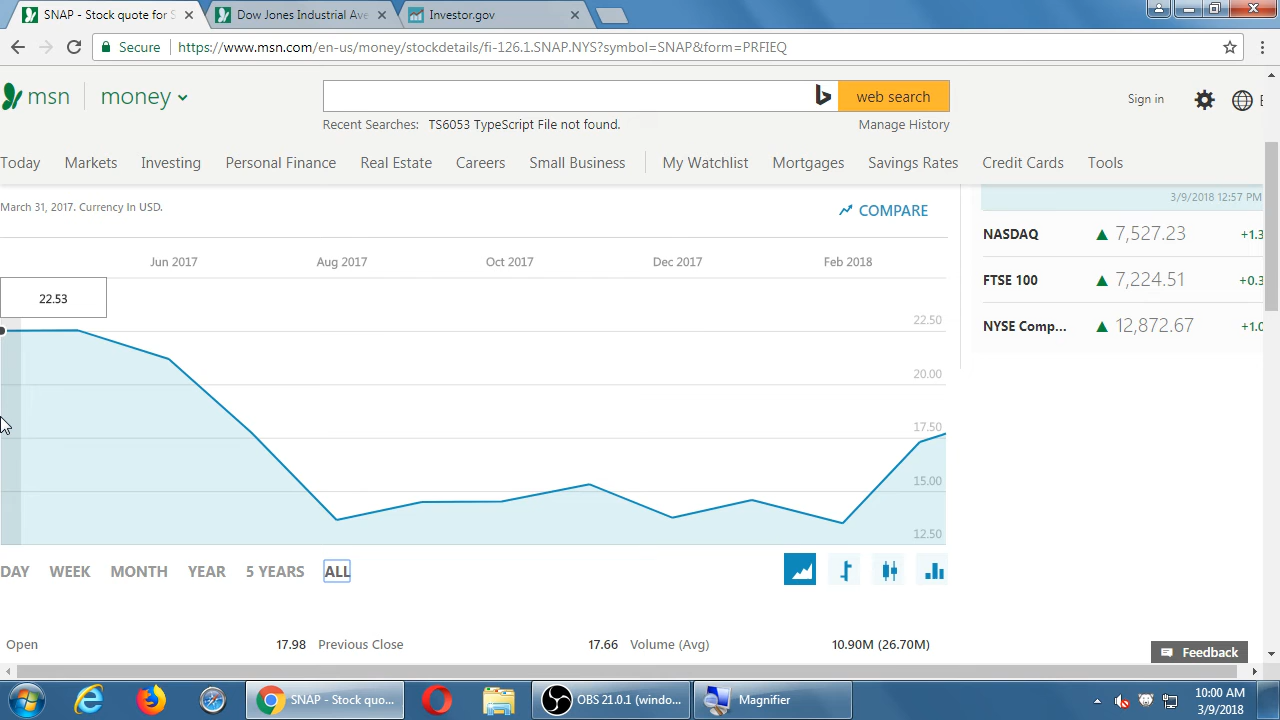 SNAP - Stock quote for S
Dow Jones Industrial Ave
Investor.gov
Secure
https://www.msn.com/en-us/money/stockdetails/fi-126.1.SNAP.NYS?symbol=SNAP&form=PRFIEQ
msn
money
web search
Sign in
Recent Searches: TS6053 TypeScript File not found.
Manage History
Today Markets Investing Personal Finance Real Estate Careers Small Business My Watchlist Mortgages Savings Rates Credit Cards Tools
March 31, 2017. Currency In USD.
COMPARE
3/9/2018 12:57 PM
NASDAQ 7,527.23 +1.3
FTSE 100 7,224.51 +0.3
NYSE Comp... 12,872.67 +1.0
Jun 2017 Aug 2017 Oct 2017 Dec 2017 Feb 2018
22.53
22.50
20.00
17.50
15.00
12.50
DAY WEEK MONTH YEAR 5 YEARS ALL
Open 17.98 Previous Close 17.66 Volume (Avg) 10.90M (26.70M)
Feedback
SNAP - Stock quo...
OBS 21.0.1 (windo...
Magnifier
10:00 AM
3/9/2018